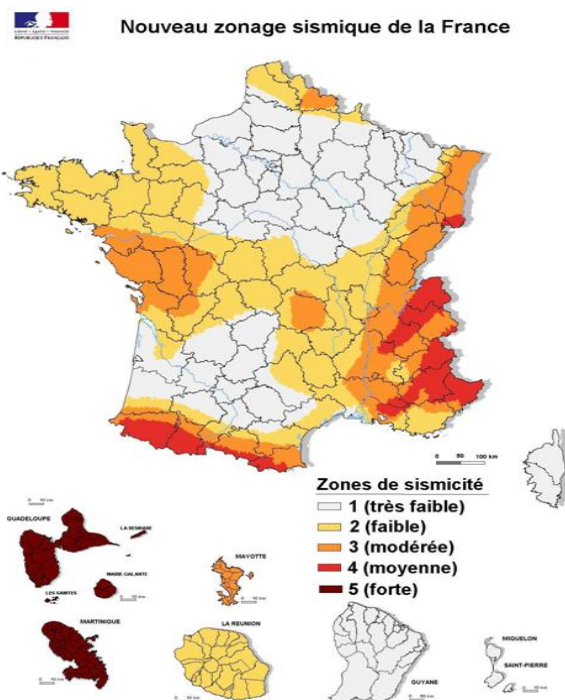 Nouveau zonage sismique de la France
RÉPUBLIQUE FRANÇAISE
0 50 100 km
Zones de sismicité
1 (très faible)
2 (faible)
3 (modérée)
4 (moyenne)
5 (forte)
GUADELOUPE
LA DESIRADE
MARIE-GALANTE
LES SAINTES
MAYOTTE
MARTINIQUE
LA REUNION
GUYANE
MIQUELON
SAINT-PIERRE